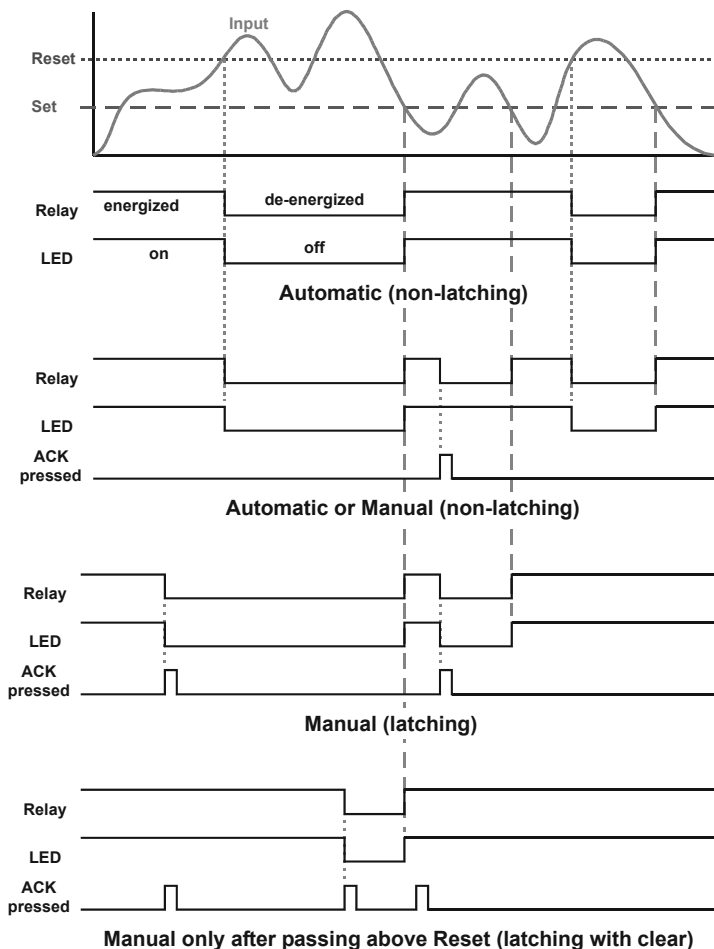 Input
Reset
Set
Relay energized de-energized
LED on off
Automatic (non-latching)
Relay
LED
ACK
pressed
Automatic or Manual (non-latching)
Relay
LED
ACK
pressed
Manual (latching)
Relay
LED
ACK
pressed
Manual only after passing above Reset (latching with clear)